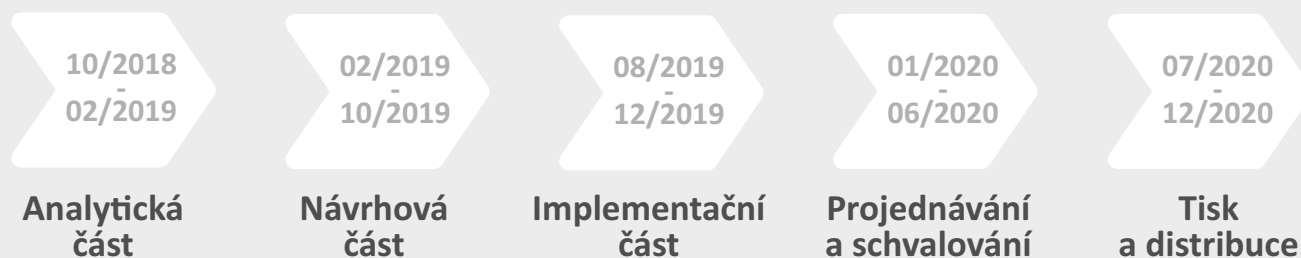 10/2018
-
02/2019
Analytická
část
02/2019
-
10/2019
Návrhová
část
08/2019
-
12/2019
Implementační
část
01/2020
-
06/2020
Projednávání
a schvalování
07/2020
-
12/2020
Tisk
a distribuce